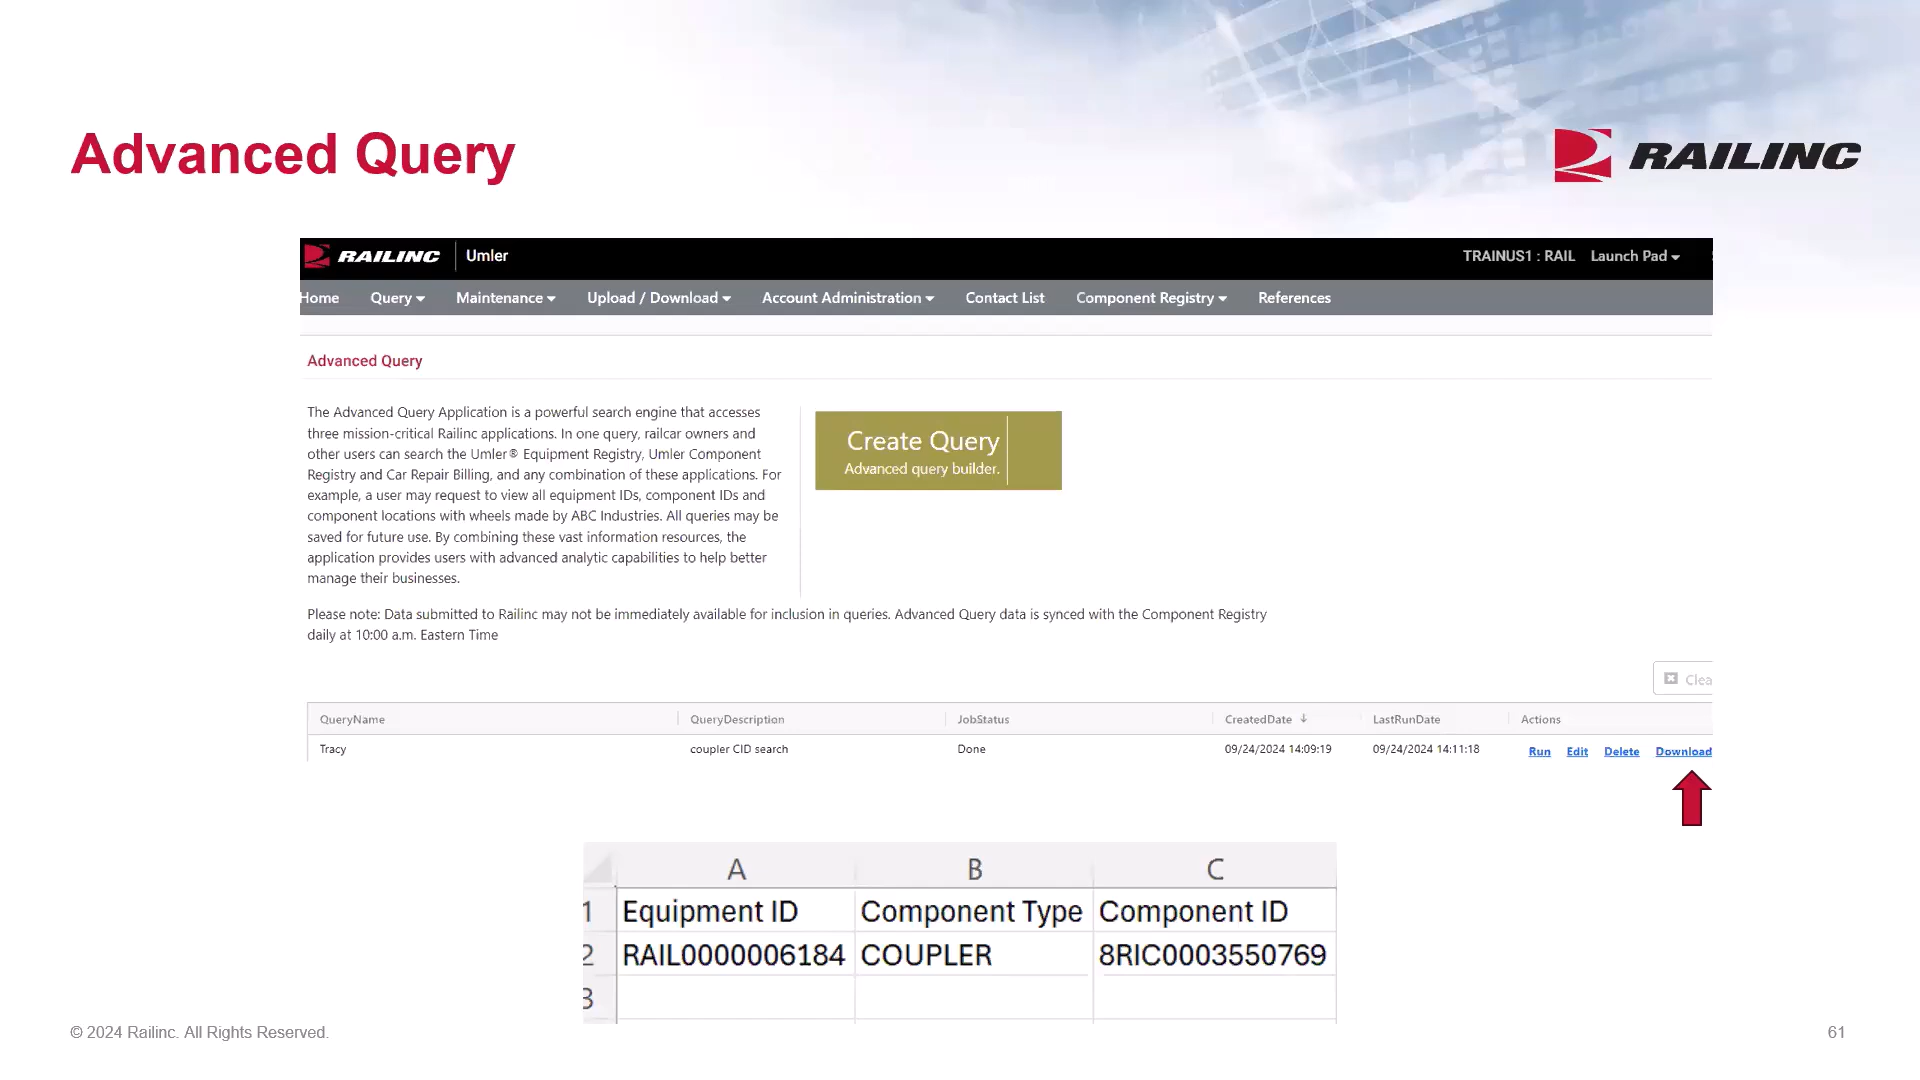 Advanced Query
RAILINC
RAILINC Umler TRAINUS1 : RAIL Launch Pad
Home Query Maintenance Upload / Download Account Administration Contact List Component Registry References
Advanced Query
The Advanced Query Application is a powerful search engine that accesses
three mission-critical Railinc applications. In one query, railcar owners and
other users can search the Umler® Equipment Registry, Umler Component
Registry and Car Repair Billing, and any combination of these applications. For
example, a user may request to view all equipment IDs, component IDs and
component locations with wheels made by ABC Industries. All queries may be
saved for future use. By combining these vast information resources, the
application provides users with advanced analytic capabilities to help better
manage their businesses.
Create Query
Advanced query builder.
Please note: Data submitted to Railinc may not be immediately available for inclusion in queries. Advanced Query data is synced with the Component Registry
daily at 10:00 a.m. Eastern Time
Clea
QueryName QueryDescription JobStatus CreatedDate LastRunDate Actions
Tracy coupler CID search Done 09/24/2024 14:09:19 09/24/2024 14:11:18 Run Edit Delete Download
A B C
1 Equipment ID Component Type Component ID
2 RAIL0000006184 COUPLER 8RIC0003550769
3
© 2024 Railinc. All Rights Reserved.
61